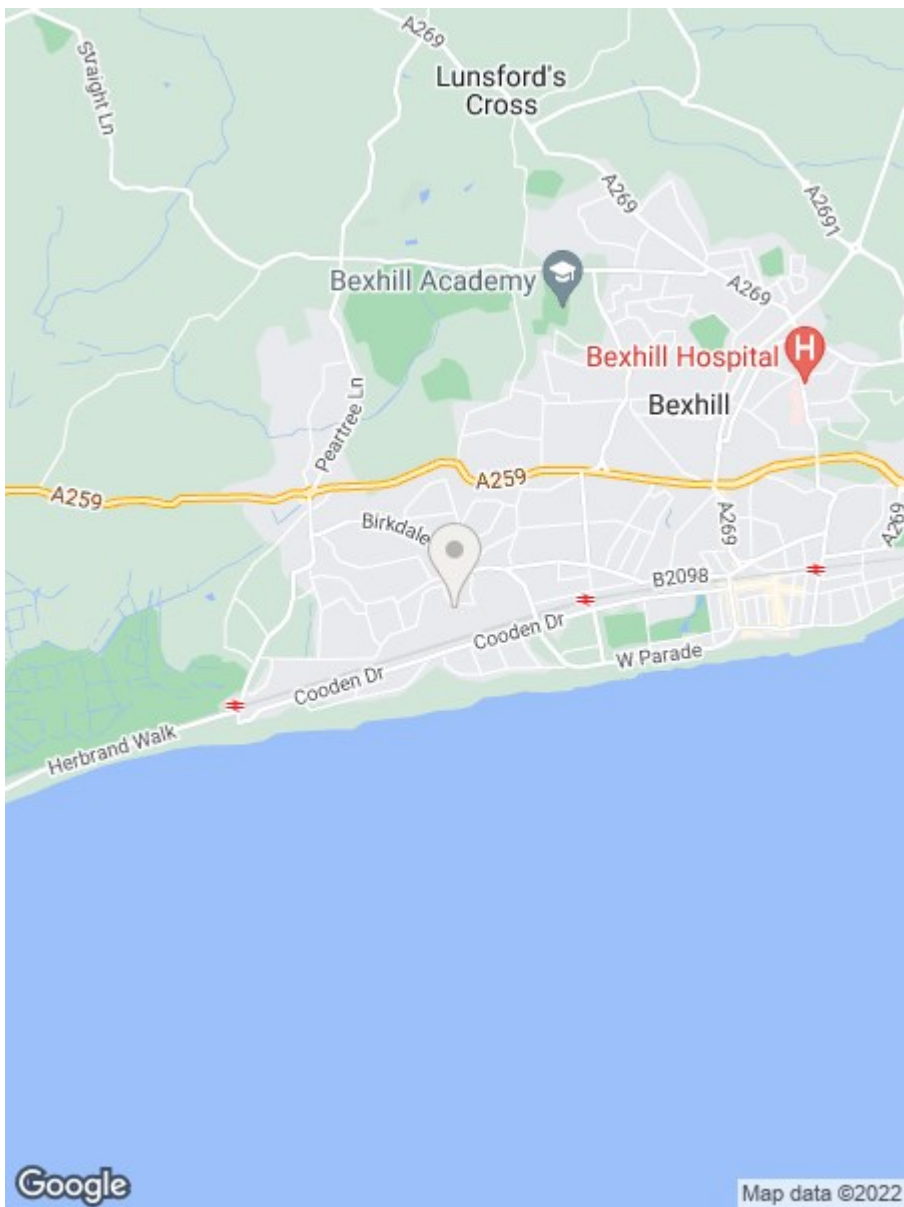 A269
Lunsford's
Cross
Straight Ln
A269
A2691
Bexhill Academy
A269
Bexhill Hospital
H
Bexhill
Peartree Ln
A259
A259
Birkdale
A269
A269
B2098
Cooden Dr
W Parade
Cooden Dr
Herbrand Walk
Google
Map data ©2022